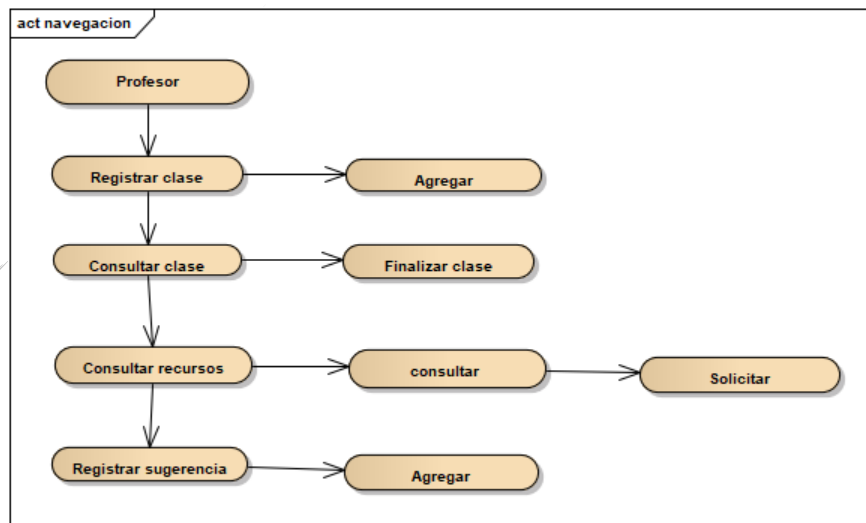 act navegacion
Profesor
Registrar clase
Agregar
Consultar clase
Finalizar clase
Consultar recursos
consultar
Solicitar
Registrar sugerencia
Agregar